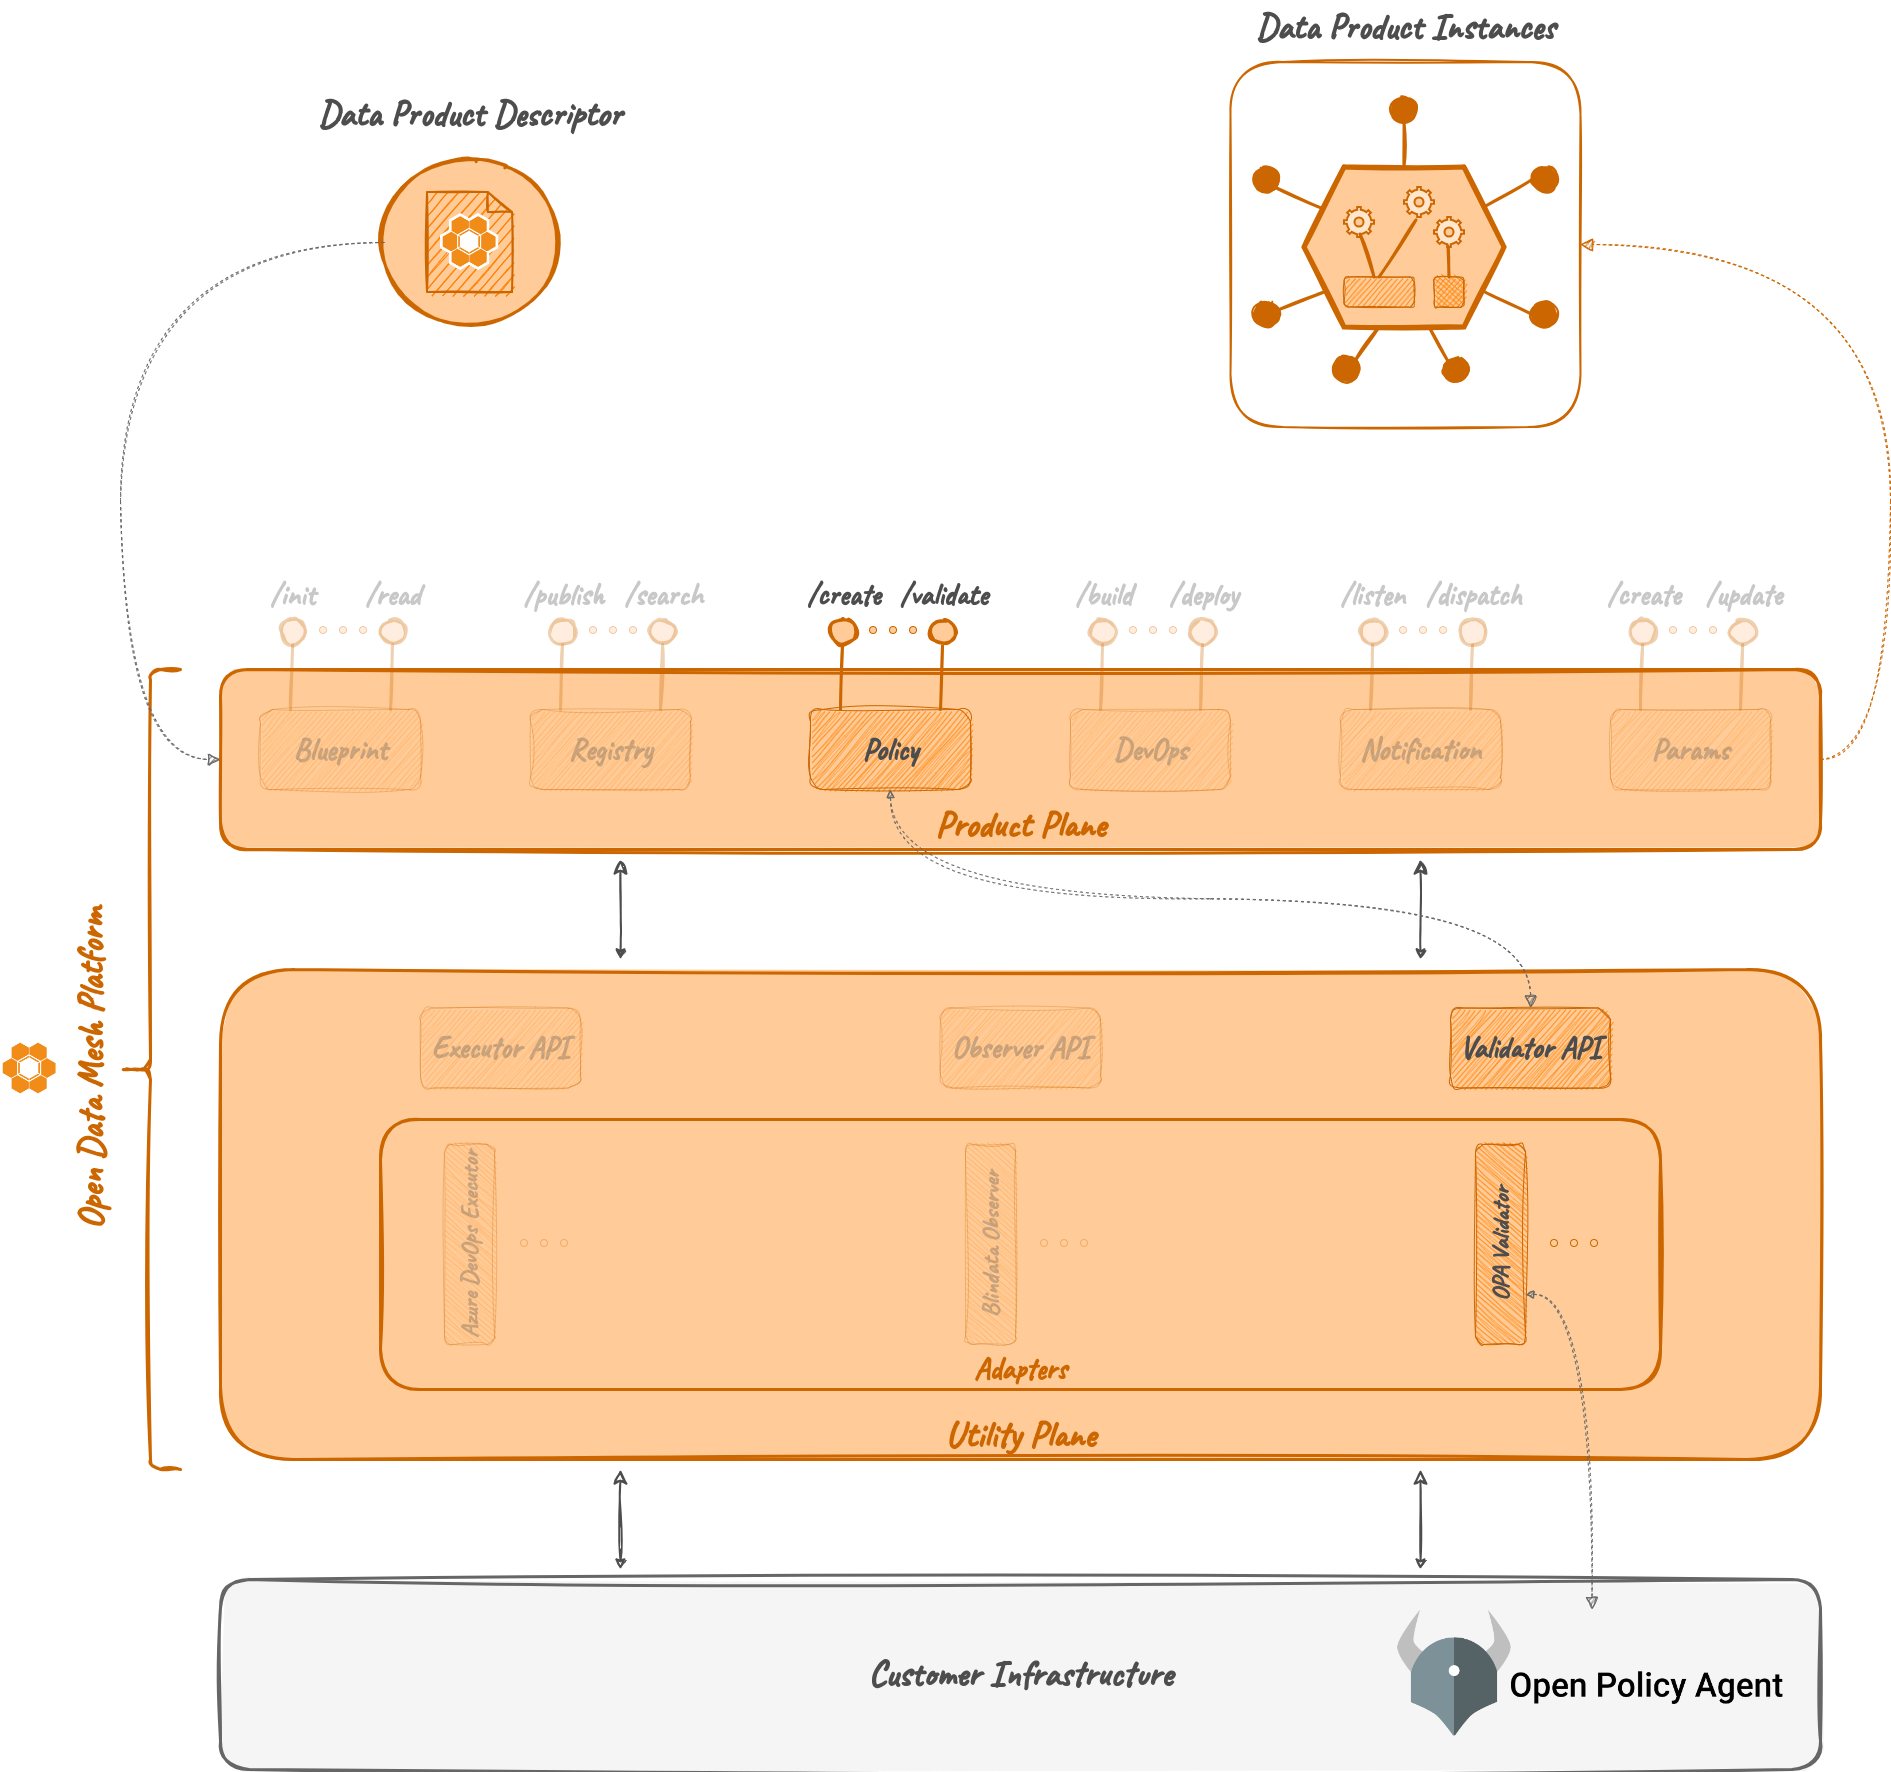 Data Product Instances
Data Product Descriptor
/init
/read
/publish
/search
/create
/validate
/build
/deploy
/listen
/dispatch
/create
/update
Blueprint
Registry
Policy
DevOps
Notification
Params
Product Plane
Open Data Mesh Platform
Executor API
Observer API
Validator API
Azure DevOps Executor
Blindata Observer
OPA Validator
Adapters
Utility Plane
Customer Infrastructure
Open Policy Agent